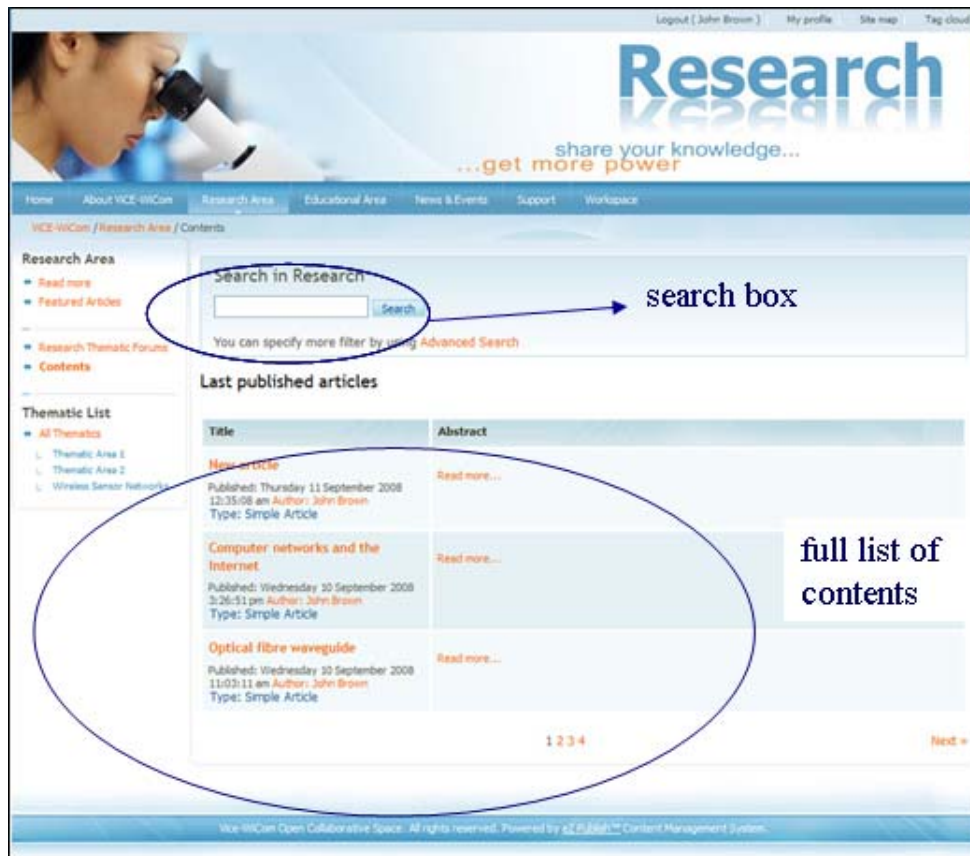 Logout ( John Brown ) My profile Site map Tag cloud
Research
share your knowledge...
...get more power
Home About VICE-WiCom Research Area Educational Area News & Events Support Workspace
VICE-WiCom / Research Area / Contents
Research Area
Read more
Featured Articles
Research Thematic Forums
Contents
Thematic List
All Thematics
Thematic Area 1
Thematic Area 2
Wireless Sensor Networks
Search in Research
Search
search box
You can specify more filter by using Advanced Search
Last published articles
Title Abstract
New article
Read more...
Published: Thursday 11 September 2008
12:35:08 am Author: John Brown
Type: Simple Article
Computer networks and the
Internet
Read more...
Published: Wednesday 10 September 2008
3:26:51 pm Author: John Brown
Type: Simple Article
full list of
contents
Optical fibre waveguide
Read more...
Published: Wednesday 10 September 2008
11:03:11 am Author: John Brown
Type: Simple Article
1 2 3 4 Next »
Vice-WiCom Open Collaborative Space. All rights reserved. Powered by eZ Publish™ Content Management System.